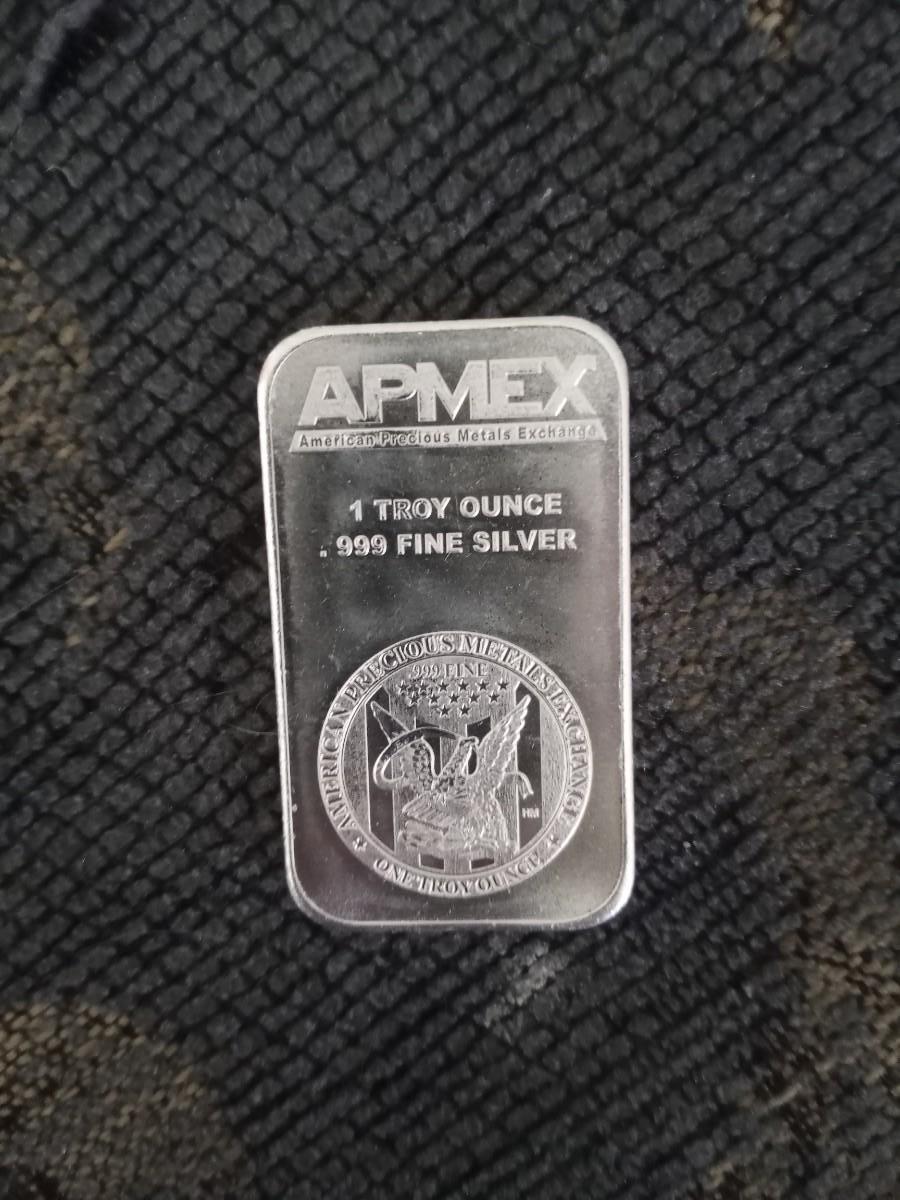 APMEX
American Precious Metals Exchange
1 TROY OUNCE
. 999 FINE SILVER
AMERICAN PRECIOUS METALS EXCHANGE
.999 FINE
HM
ONE TROY OUNCE